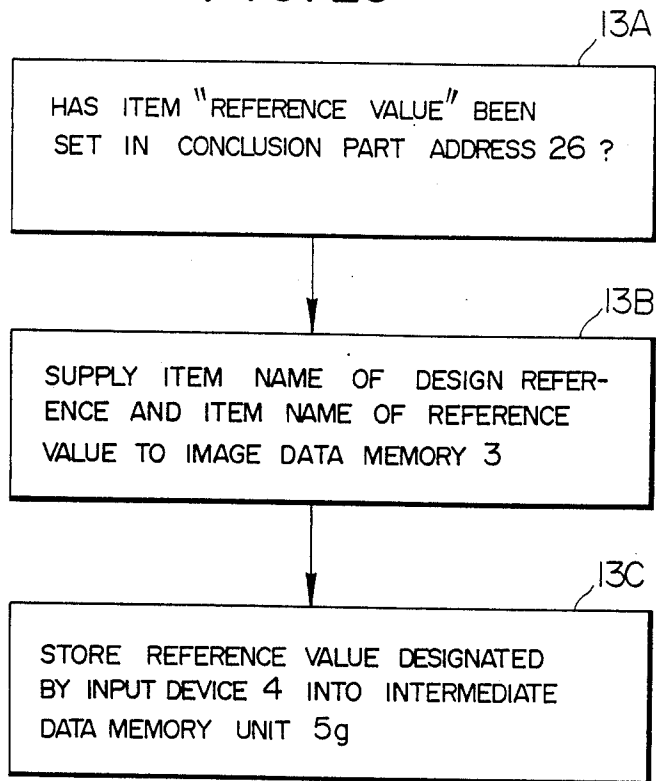 13A
HAS ITEM "REFERENCE VALUE" BEEN
SET IN CONCLUSION PART ADDRESS 26 ?
13B
SUPPLY ITEM NAME OF DESIGN REFER-
ENCE AND ITEM NAME OF REFERENCE
VALUE TO IMAGE DATA MEMORY 3
13C
STORE REFERENCE VALUE DESIGNATED
BY INPUT DEVICE 4 INTO INTERMEDIATE
DATA MEMORY UNIT 5g